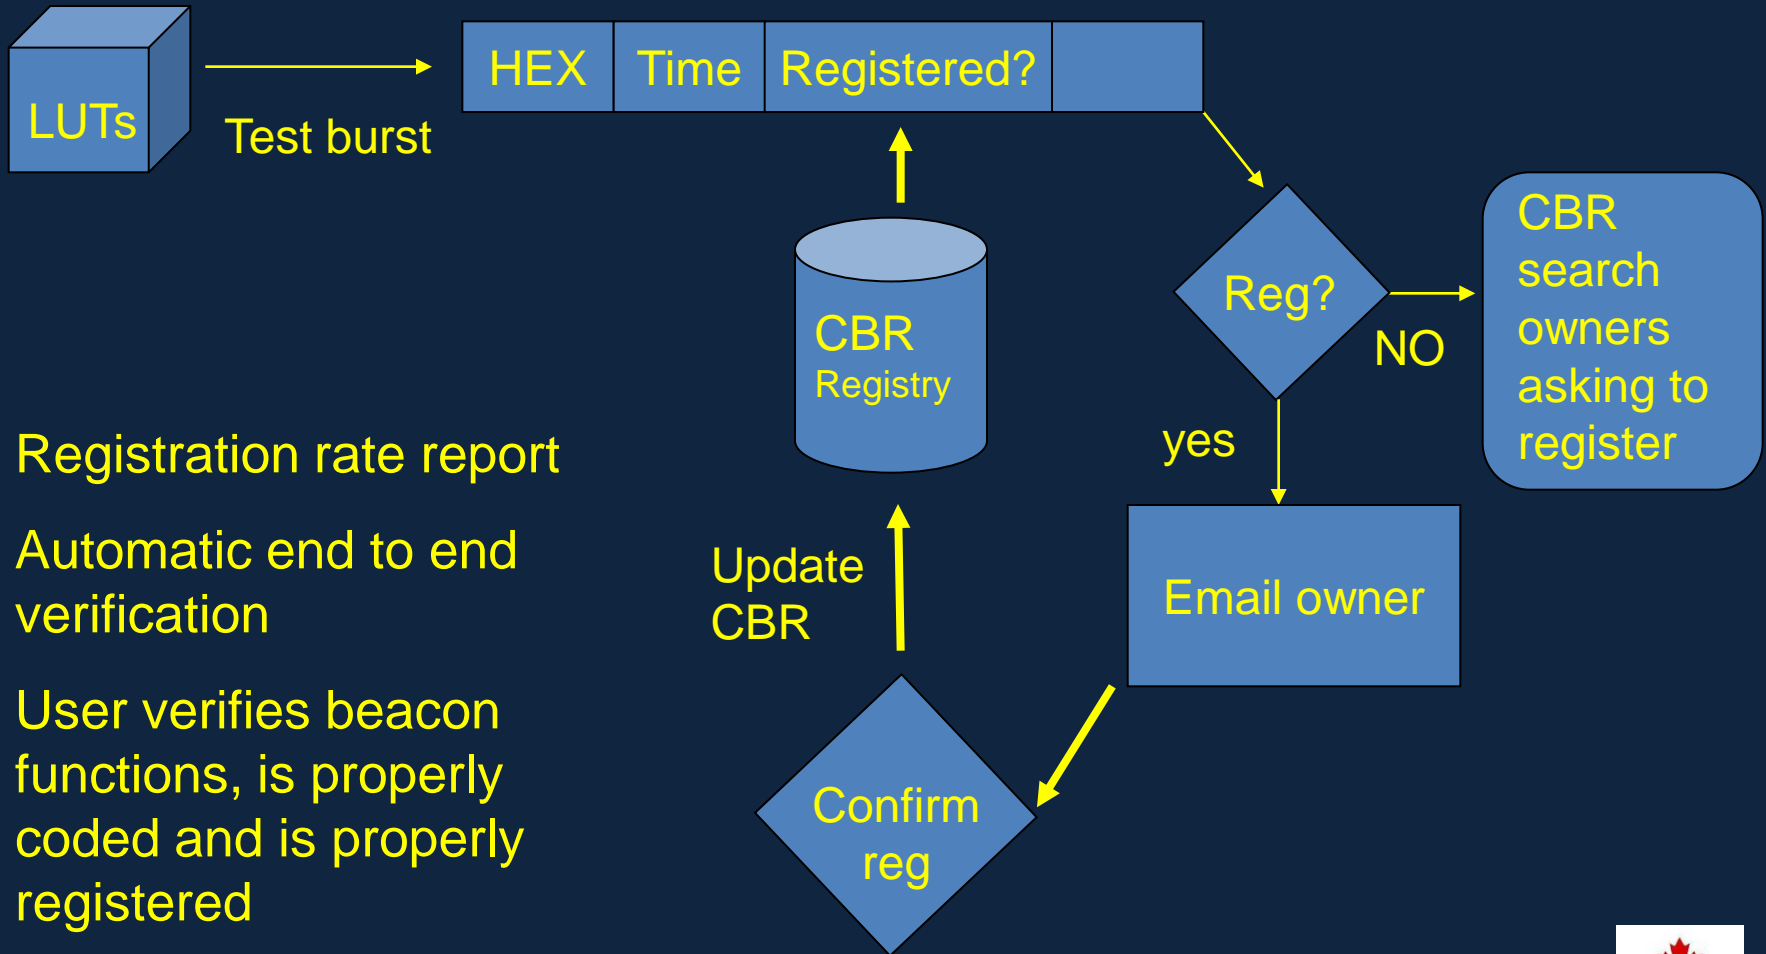 LUTs
Test burst
HEX
Time
Registered?
CBR
Registry
Reg?
NO
yes
CBR
search
owners
asking to
register
Email owner
Confirm
reg
Update
CBR
Registration rate report
Automatic end to end
verification
User verifies beacon
functions, is properly
coded and is properly
registered